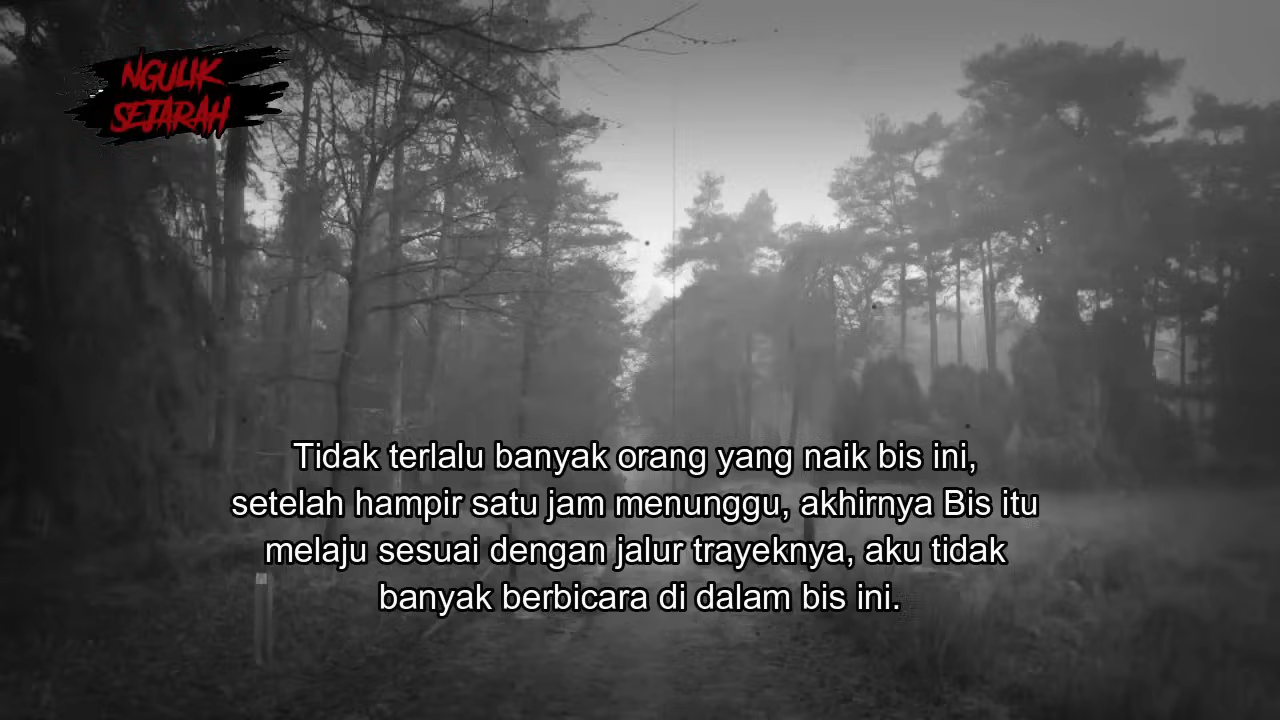 NGULIK
SEJARAH
Tidak terlalu banyak orang yang naik bis ini,
setelah hampir satu jam menunggu, akhirnya Bis itu
melaju sesuai dengan jalur trayeknya, aku tidak
banyak berbicara di dalam bis ini.